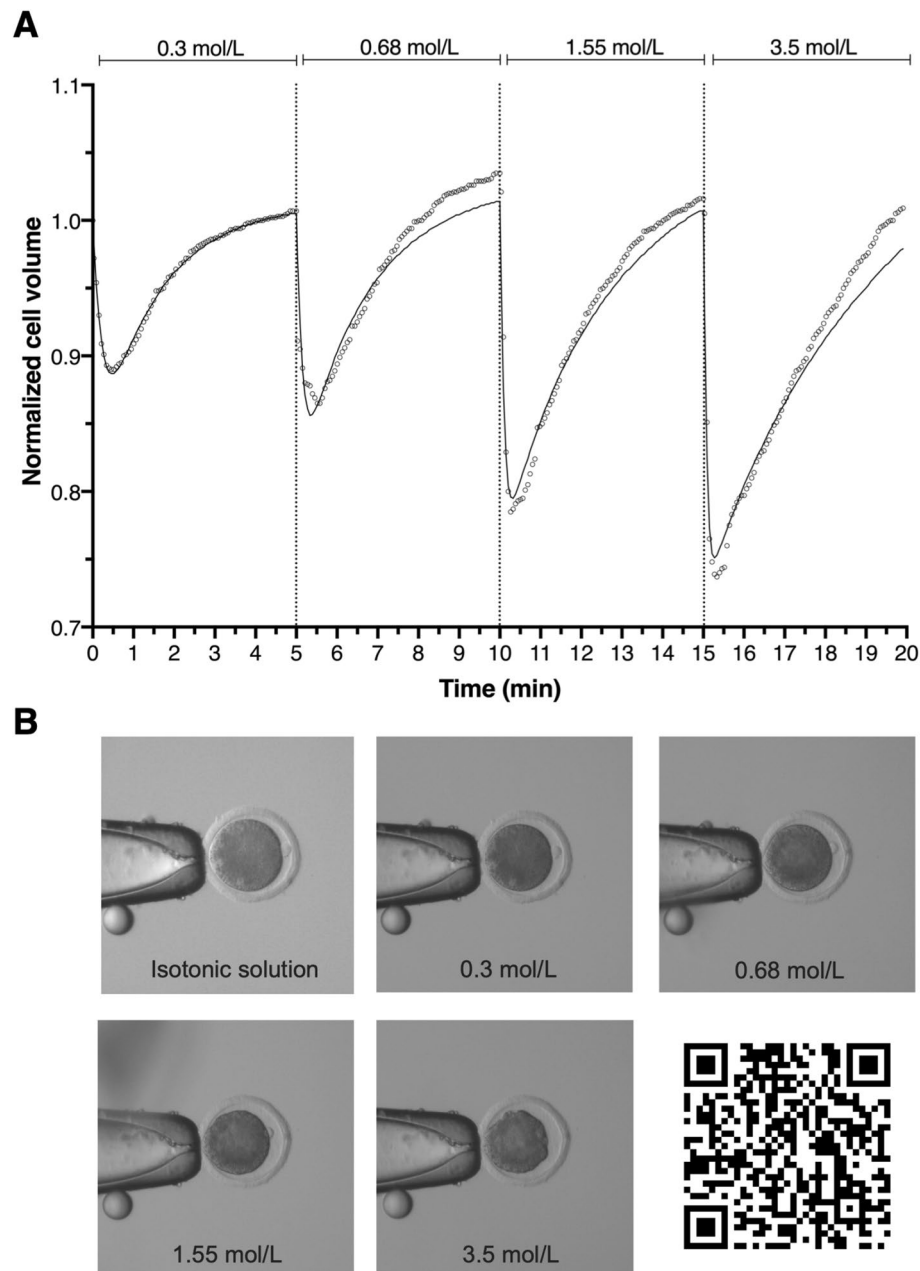 A
0.3 mol/L 0.68 mol/L 1.55 mol/L 3.5 mol/L
1.1
1.0
0.9
0.8
0.7
Normalized cell volume
0 1 2 3 4 5 6 7 8 9 10 11 12 13 14 15 16 17 18 19 20
Time (min)
B
Isotonic solution 0.3 mol/L 0.68 mol/L
1.55 mol/L 3.5 mol/L